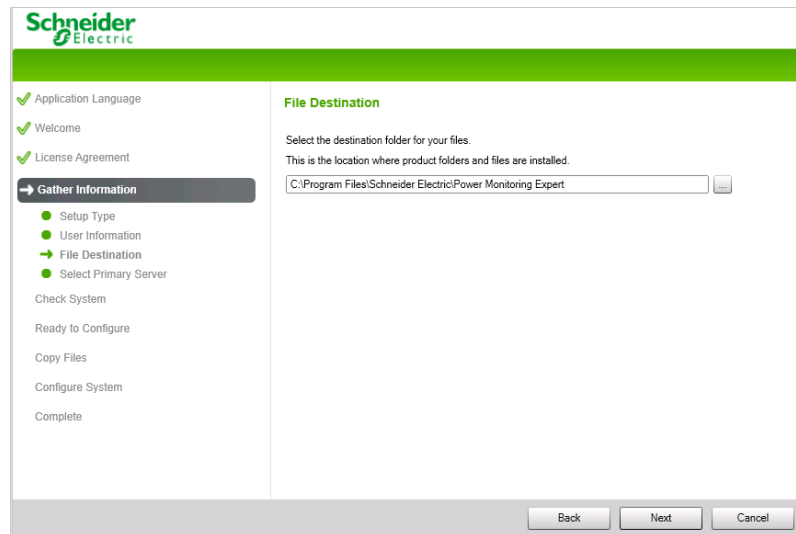 Schneider
Electric
Application Language
Welcome
License Agreement
Gather Information
Setup Type
User Information
File Destination
Select Primary Server
Check System
Ready to Configure
Copy Files
Configure System
Complete
File Destination
Select the destination folder for your files.
This is the location where product folders and files are installed.
C:\Program Files\Schneider Electric\Power Monitoring Expert
...
Back
Next
Cancel